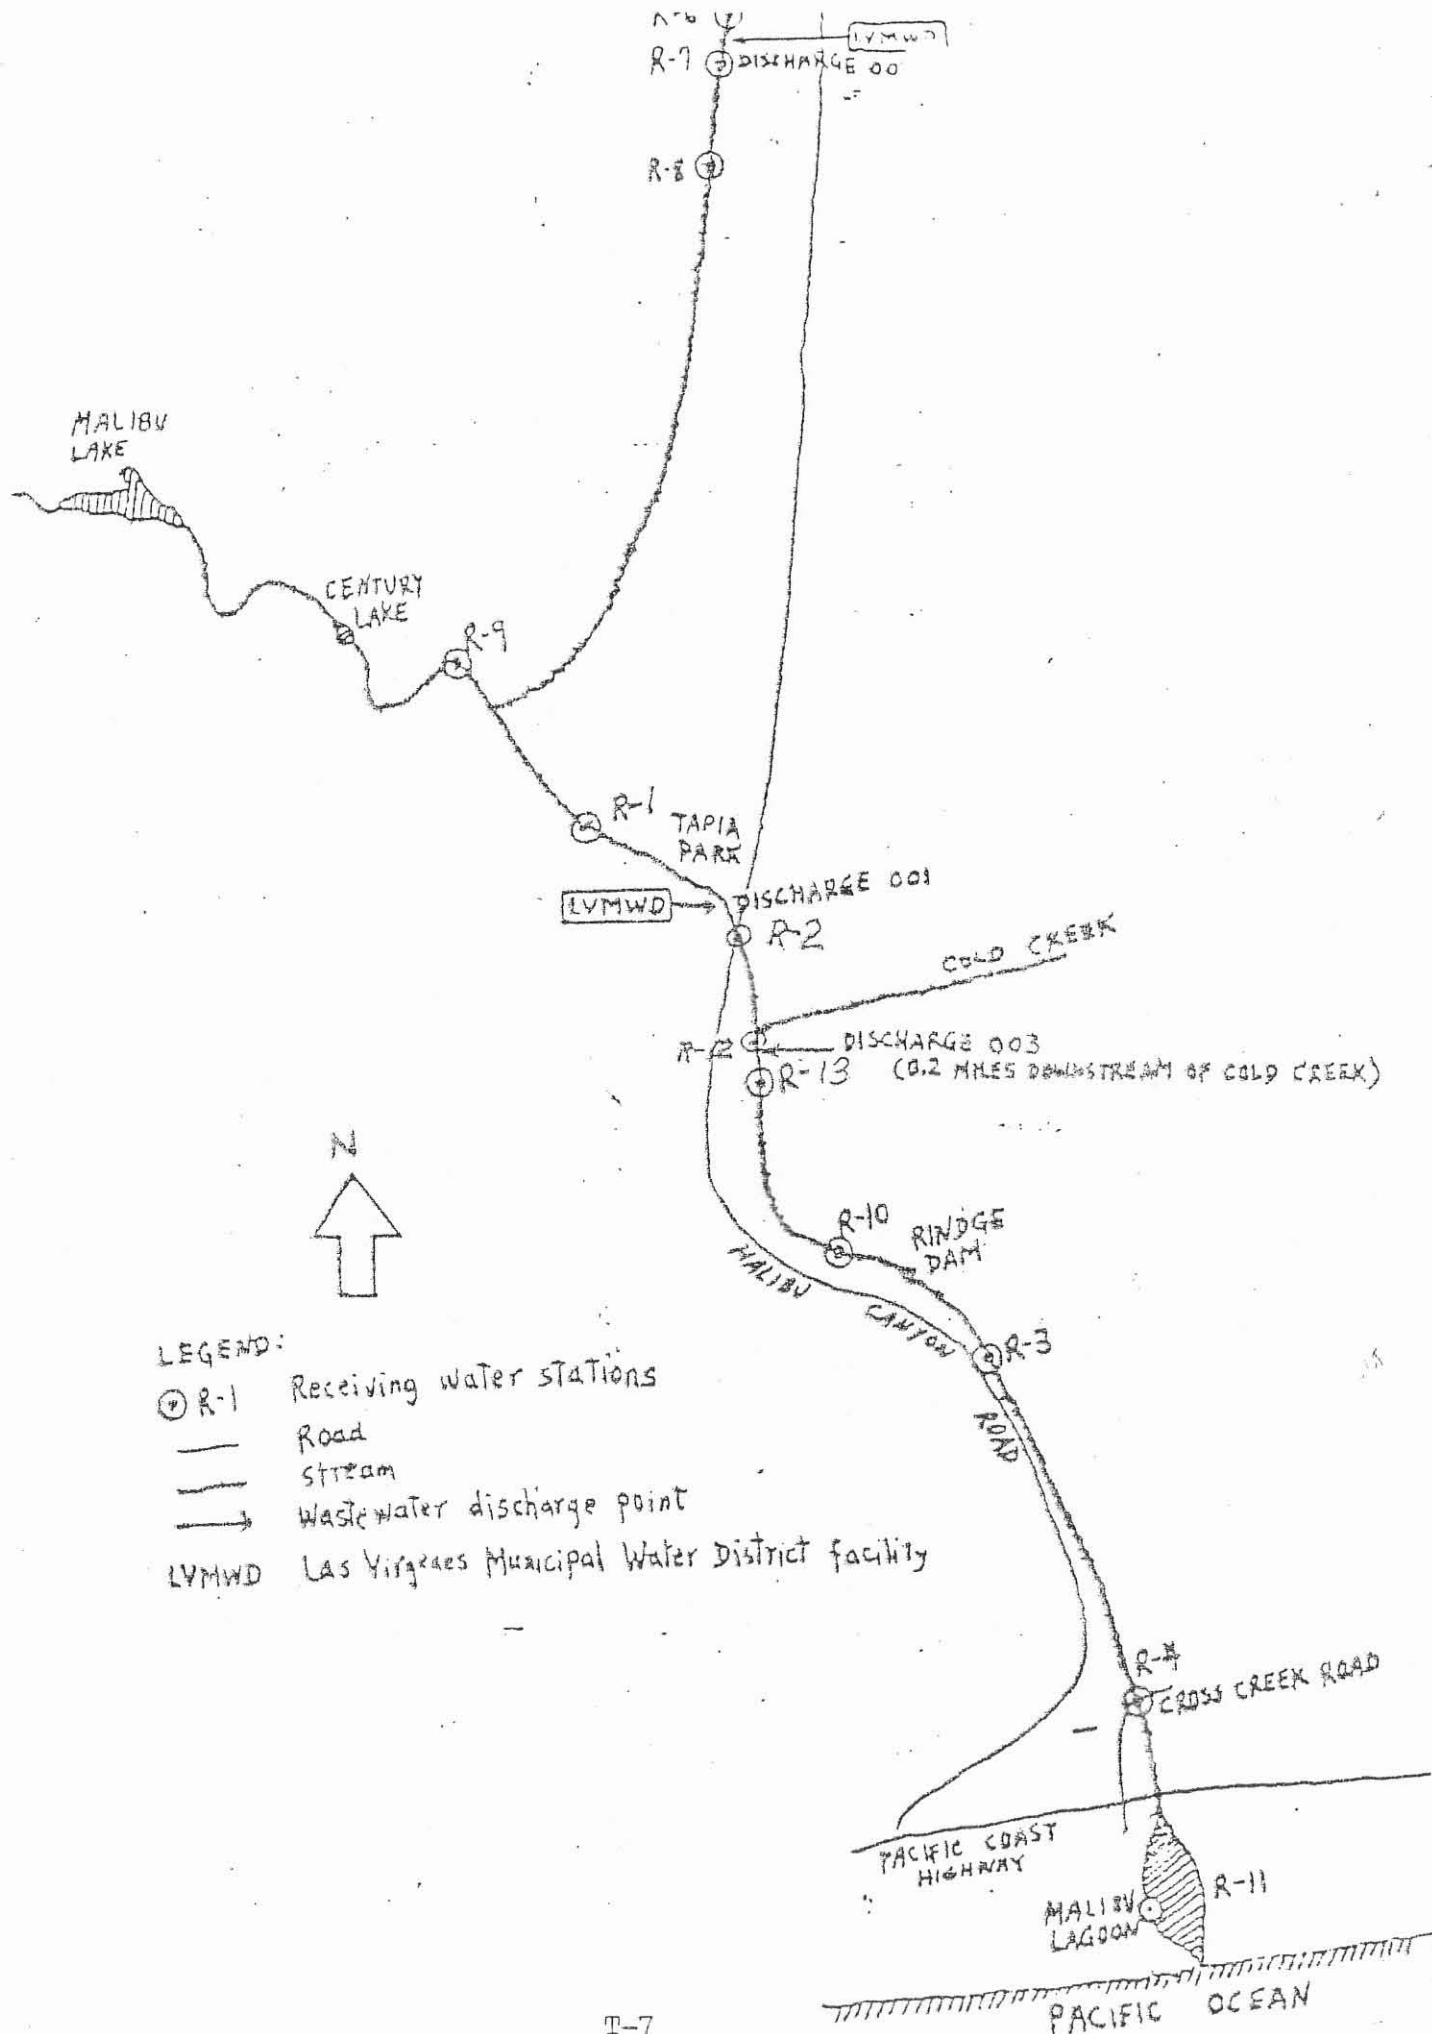 R-6
LVMWD
R-7
DISCHARGE 00
R-8
MALIBU
LAKE
CENTURY
LAKE
R-9
R-1
TAPIA
PARK
LVMWD
DISCHARGE 001
R-2
COLD CREEK
R-12
DISCHARGE 003
R-13
(0.2 MILES DOWNSTREAM OF COLD CREEK)
N
R-10
RINDGE
DAM
MALIBU
CANYON
ROAD
R-3
LEGEND:
R-1 Receiving water stations
Road
Stream
Wastewater discharge point
LVMWD Las Virgenes Municipal Water District facility
R-4
CROSS CREEK ROAD
PACIFIC COAST
HIGHWAY
R-11
MALIBU
LAGOON
PACIFIC OCEAN
T-7